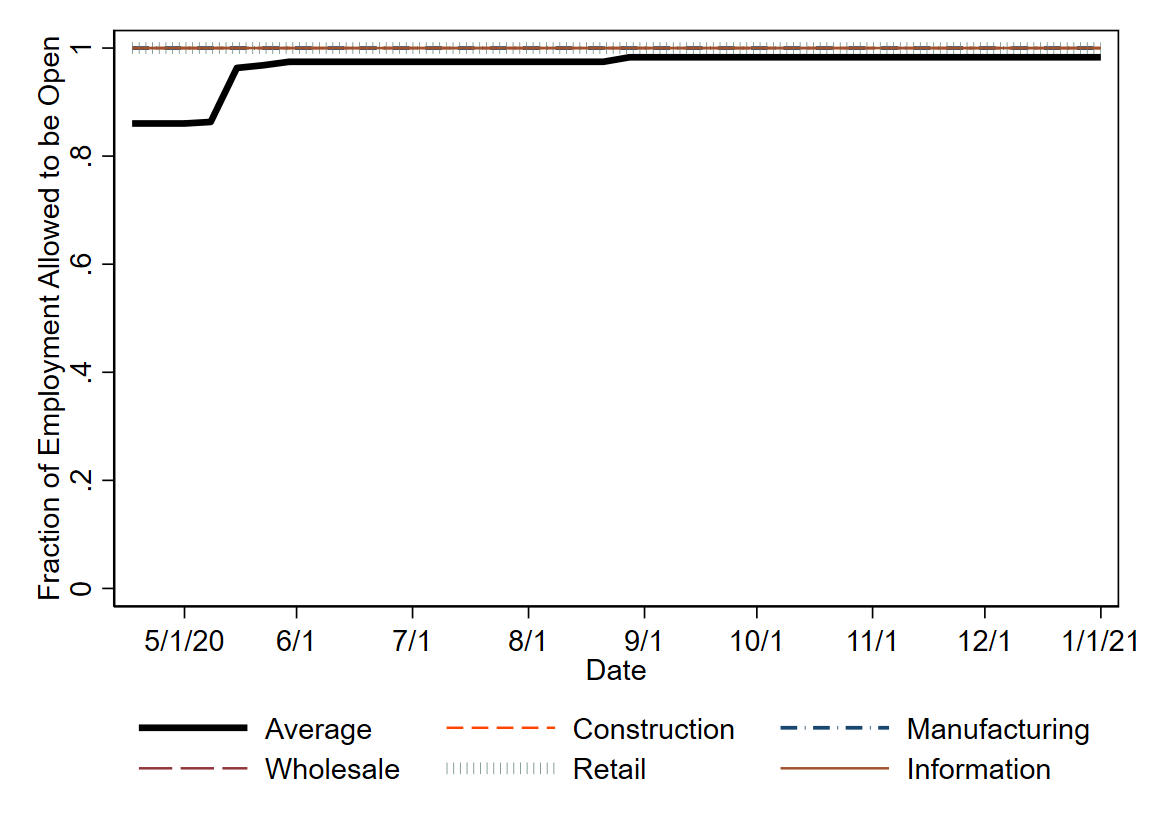 Fraction of Employment Allowed to be Open
1
.8
.6
.4
.2
0
5/1/20 6/1 7/1 8/1 9/1 10/1 11/1 12/1 1/1/21
Date
Average Construction Manufacturing
Wholesale Retail Information